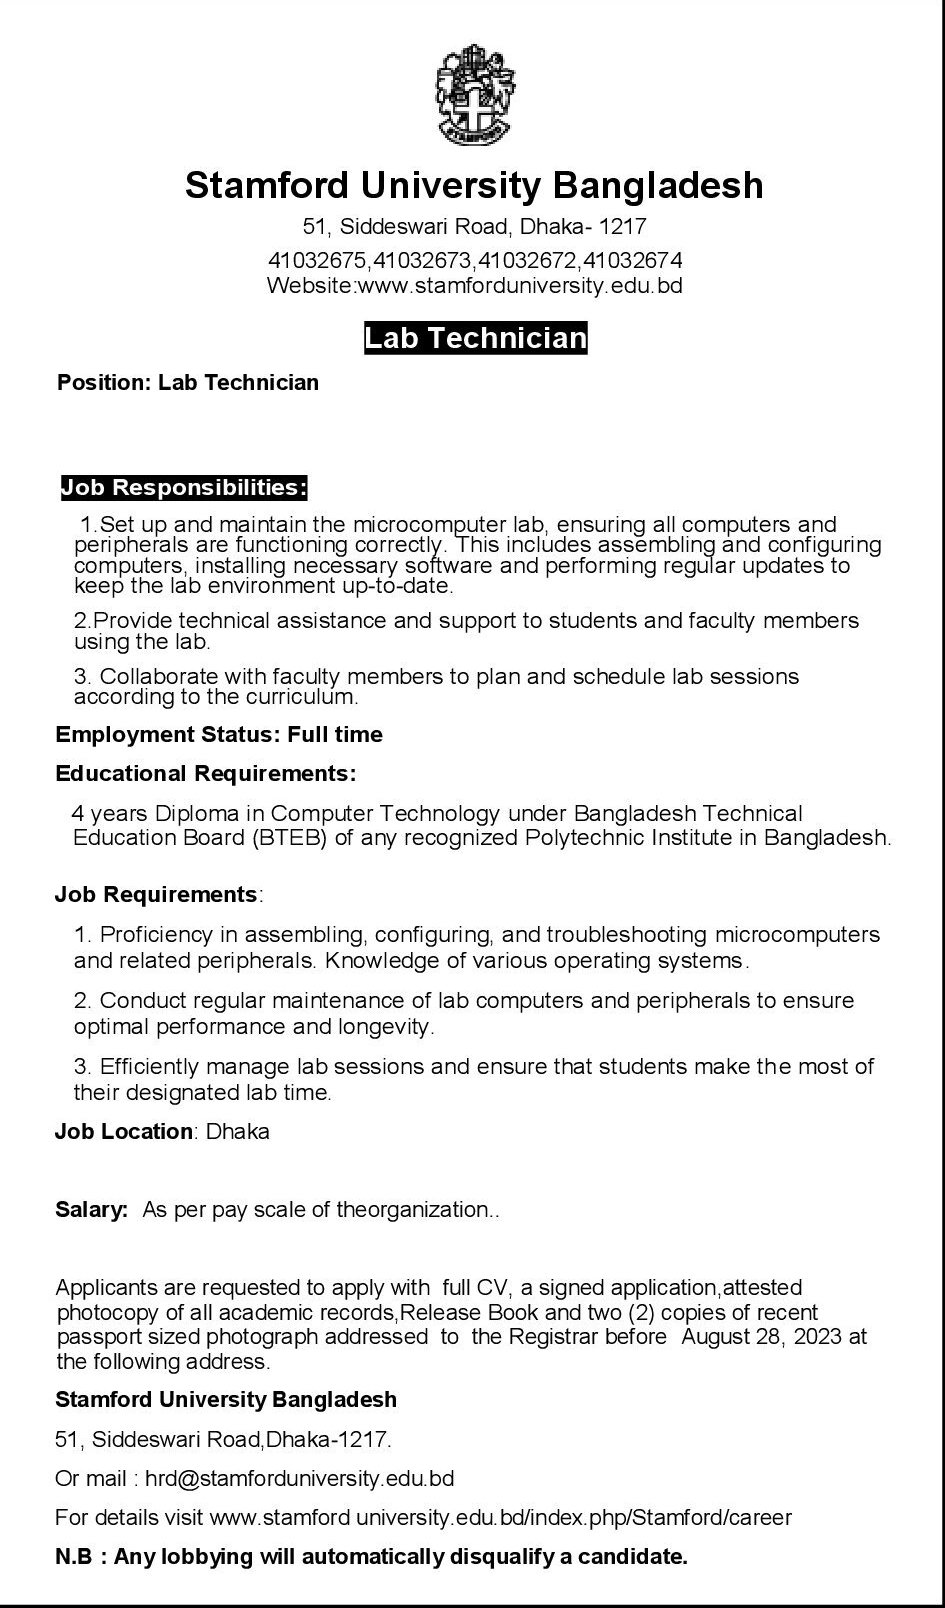 STAMFORD
Stamford University Bangladesh
51, Siddeswari Road, Dhaka- 1217
41032675,41032673,41032672,41032674
Website:www.stamforduniversity.edu.bd
Lab Technician
Position: Lab Technician
Job Responsibilities:
1.Set up and maintain the microcomputer lab, ensuring all computers and
peripherals are functioning correctly. This includes assembling and configuring
computers, installing necessary software and performing regular updates to
keep the lab environment up-to-date.
2.Provide technical assistance and support to students and faculty members
using the lab.
3. Collaborate with faculty members to plan and schedule lab sessions
according to the curriculum.
Employment Status: Full time
Educational Requirements:
4 years Diploma in Computer Technology under Bangladesh Technical
Education Board (BTEB) of any recognized Polytechnic Institute in Bangladesh.
Job Requirements:
1. Proficiency in assembling, configuring, and troubleshooting microcomputers
and related peripherals. Knowledge of various operating systems.
2. Conduct regular maintenance of lab computers and peripherals to ensure
optimal performance and longevity.
3. Efficiently manage lab sessions and ensure that students make the most of
their designated lab time.
Job Location: Dhaka
Salary:  As per pay scale of theorganization..
Applicants are requested to apply with  full CV, a signed application,attested
photocopy of all academic records,Release Book and two (2) copies of recent
passport sized photograph addressed  to  the Registrar before  August 28, 2023 at
the following address.
Stamford University Bangladesh
51, Siddeswari Road,Dhaka-1217.
Or mail : hrd@stamforduniversity.edu.bd
For details visit www.stamford university.edu.bd/index.php/Stamford/career
N.B : Any lobbying will automatically disqualify a candidate.